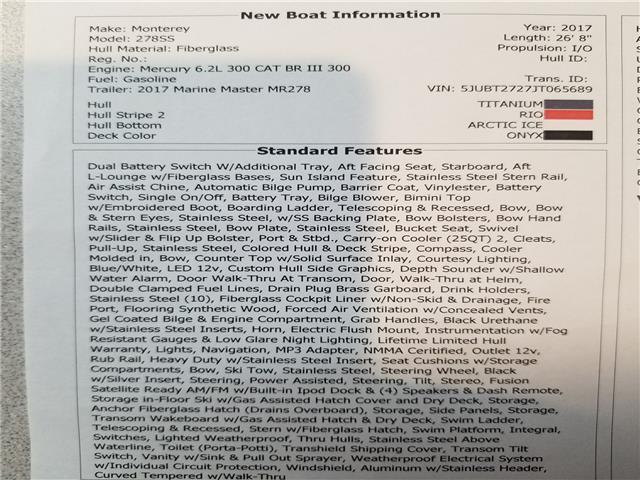 New Boat Information
Make: Monterey
Year: 2017
Model: 278SS
Length: 26' 8"
Hull Material: Fiberglass
Propulsion: I/O
Reg. No.:
Hull ID:
Engine: Mercury 6.2L 300 CAT BR III 300
Fuel: Gasoline
Trans. ID:
Trailer: 2017 Marine Master MR278
VIN: 5JUBT2727JT065689
Hull
TITANIUM
Hull Stripe 2
RIO
Hull Bottom
ARCTIC ICE
Deck Color
ONYX
Standard Features
Dual Battery Switch W/Additional Tray, Aft Facing Seat, Starboard, Aft
L-Lounge w/Fiberglass Bases, Sun Island Feature, Stainless Steel Stern Rail,
Air Assist Chine, Automatic Bilge Pump, Barrier Coat, Vinylester, Battery
Switch, Single On/Off, Battery Tray, Bilge Blower, Bimini Top
w/Embroidered Boot, Boarding Ladder, Telescoping & Recessed, Bow, Bow
& Stern Eyes, Stainless Steel, w/SS Backing Plate, Bow Bolsters, Bow Hand
Rails, Stainless Steel, Bow Plate, Stainless Steel, Bucket Seat, Swivel
w/Slider & Flip Up Bolster, Port & Stbd., Carry-on Cooler (25QT) 2, Cleats,
Pull-Up, Stainless Steel, Colored Hull & Deck Stripe, Compass, Cooler
Molded in, Bow, Counter Top w/Solid Surface Inlay, Courtesy Lighting,
Blue/White, LED 12v, Custom Hull Side Graphics, Depth Sounder w/Shallow
Water Alarm, Door Walk-Thru At Transom, Door, Walk-Thru at Helm,
Double Clamped Fuel Lines, Drain Plug Brass Garboard, Drink Holders,
Stainless Steel (10), Fiberglass Cockpit Liner w/Non-Skid & Drainage, Fire
Port, Flooring Synthetic Wood, Forced Air Ventilation w/Concealed Vents,
Gel Coated Bilge & Engine Compartment, Grab Handles, Black Urethane
w/Stainless Steel Inserts, Horn, Electric Flush Mount, Instrumentation w/Fog
Resistant Gauges & Low Glare Night Lighting, Lifetime Limited Hull
Warranty, Lights, Navigation, MP3 Adapter, NMMA Ceritified, Outlet 12v,
Rub Rail, Heavy Duty w/Stainless Steel Insert, Seat Cushions w/Storage
Compartments, Bow, Ski Tow, Stainless Steel, Steering Wheel, Black
w/Silver Insert, Steering, Power Assisted, Steering, Tilt, Stereo, Fusion
Satellite Ready AM/FM w/Built-in Ipod Dock & (4) Speakers & Dash Remote,
Storage in-Floor Ski w/Gas Assisted Hatch Cover and Dry Deck, Storage,
Anchor Fiberglass Hatch (Drains Overboard), Storage, Side Panels, Storage,
Transom Wakeboard w/Gas Assisted Hatch & Dry Deck, Swim Ladder,
Telescoping & Recessed, Stern w/Fiberglass Hatch, Swim Platform, Integral,
Switches, Lighted Weatherproof, Thru Hulls, Stainless Steel Above
Waterline, Toilet (Porta-Potti), Transhield Shipping Cover, Transom Tilt
Switch, Vanity w/Sink & Pull Out Sprayer, Weatherproof Electrical System
w/Individual Circuit Protection, Windshield, Aluminum w/Stainless Header,
Curved Tempered w/Walk-Thru